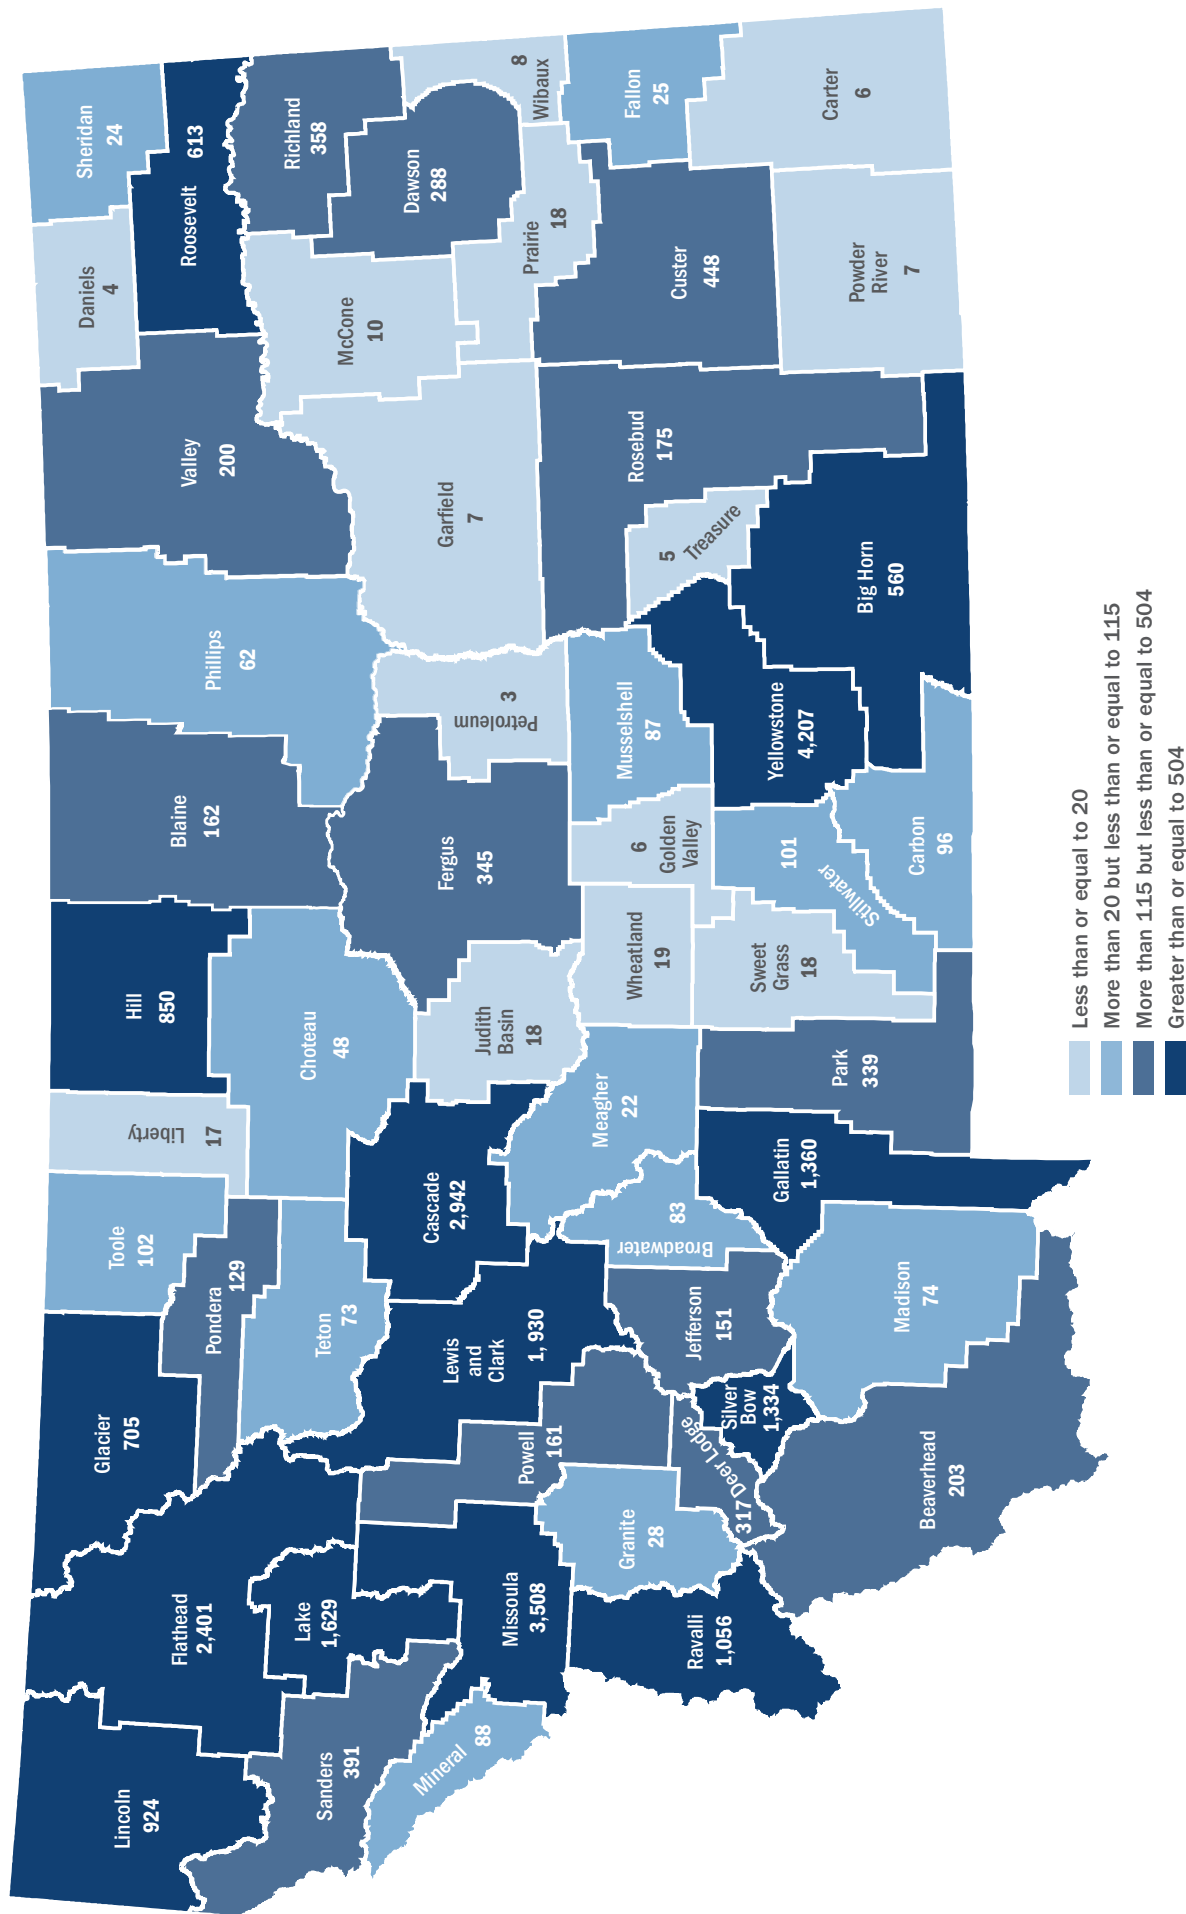 Lincoln
924
Flathead
2,401
Glacier
705
Toole
102
Liberty
17
Hill
850
Blaine
162
Phillips
62
Valley
200
Daniels
4
Sheridan
24
Roosevelt
613
Sanders
391
Lake
1,629
Pondera
129
Teton
73
Choteau
48
Richland
358
McCone
10
Garfield
7
Dawson
288
Wibaux
8
Prairie
18
Mineral
88
Missoula
3,508
Powell
161
Lewis
and
Clark
1,930
Cascade
2,942
Judith
Basin
18
Fergus
345
Petroleum
3
Granite
28
Ravalli
1,056
Deer Lodge
317
Silver
Bow
1,334
Jefferson
151
Broadwater
83
Meagher
22
Wheatland
19
Golden
Valley
6
Musselshell
87
Rosebud
175
Treasure
5
Custer
448
Fallon
25
Carter
6
Powder
River
7
Beaverhead
203
Madison
74
Gallatin
1,360
Park
339
Sweet
Grass
18
Stillwater
101
Carbon
96
Yellowstone
4,207
Big Horn
560
Less than or equal to 20
More than 20 but less than or equal to 115
More than 115 but less than or equal to 504
Greater than or equal to 504